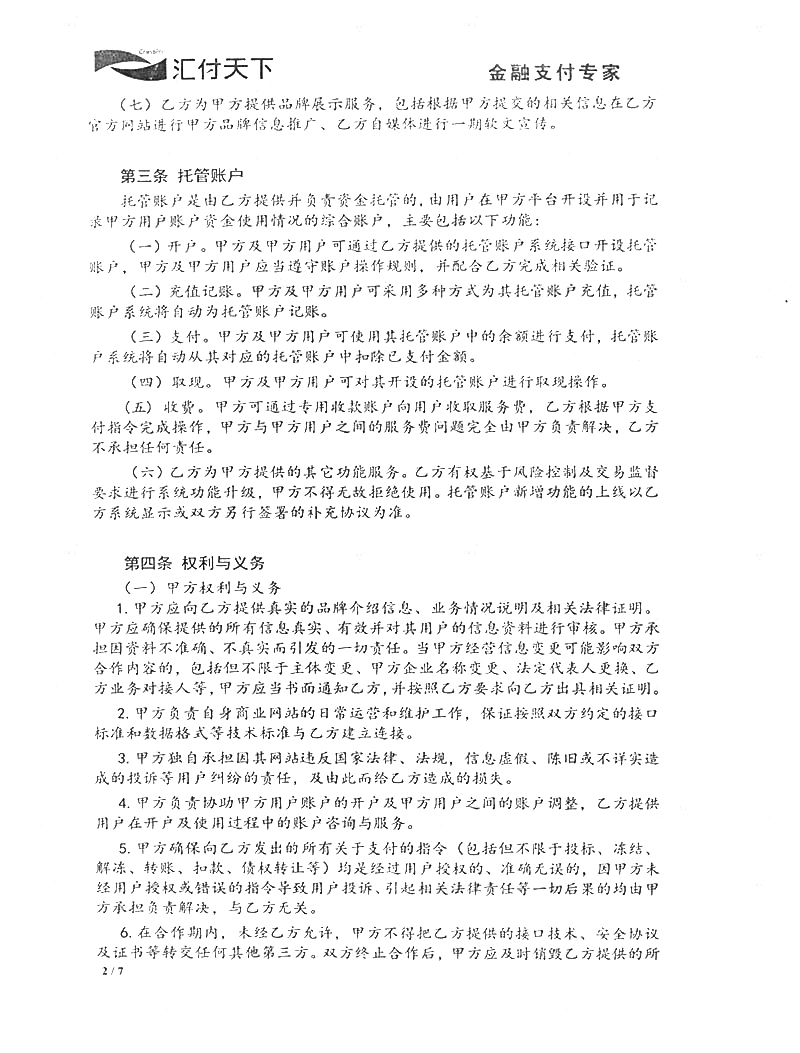 ChinaPnR
汇付天下
金融支付专家
（七）乙方为甲方提供品牌展示服务，包括根据甲方提交的相关信息在乙方
官方网站进行甲方品牌信息推广、乙方自媒体进行一期软文宣传。
第三条 托管账户
托管账户是由乙方提供并负责资金托管的，由用户在甲方平台开设并用于记
录甲方用户账户资金使用情况的综合账户，主要包括以下功能：
（一）开户。甲方及甲方用户可通过乙方提供的托管账户系统接口开设托管
账户，甲方及甲方用户应当遵守账户操作规则，并配合乙方完成相关验证。
（二）充值记账。甲方及甲方用户可采用多种方式为其托管账户充值，托管
账户系统将自动为托管账户记账。
（三）支付。甲方及甲方用户可使用其托管账户中的余额进行支付，托管账
户系统将自动从其对应的托管账户中扣除已支付金额。
（四）取现。甲方及甲方用户可对其开设的托管账户进行取现操作。
（五）收费。甲方可通过专用收款账户向用户收取服务费，乙方根据甲方支
付指令完成操作，甲方与甲方用户之间的服务费问题完全由甲方负责解决，乙方
不承担任何责任。
（六）乙方为甲方提供的其它功能服务。乙方有权基于风险控制及交易监督
要求进行系统功能升级，甲方不得无故拒绝使用。托管账户新增功能的上线以乙
方系统显示或双方另行签署的补充协议为准。
第四条 权利与义务
（一）甲方权利与义务
1. 甲方应向乙方提供真实的品牌介绍信息、业务情况说明及相关法律证明。
甲方应确保提供的所有信息真实、有效并对其用户的信息资料进行审核。甲方承
担因资料不准确、不真实而引发的一切责任。当甲方经营信息变更可能影响双方
合作内容的，包括但不限于主体变更、甲方企业名称变更、法定代表人更换、乙
方业务对接人等，甲方应当书面通知乙方，并按照乙方要求向乙方出具相关证明。
2. 甲方负责自身商业网站的日常运营和维护工作，保证按照双方约定的接口
标准和数据格式等技术标准与乙方建立连接。
3. 甲方独自承担因其网站违反国家法律、法规，信息虚假、陈旧或不详实造
成的投诉等用户纠纷的责任，及由此而给乙方造成的损失。
4. 甲方负责协助甲方用户账户的开户及甲方用户之间的账户调整，乙方提供
用户在开户及使用过程中的账户咨询与服务。
5. 甲方确保向乙方发出的所有关于支付的指令（包括但不限于投标、冻结、
解冻、转账、扣款、债权转让等）均是经过用户授权的、准确无误的，因甲方未
经用户授权或错误的指令导致用户投诉、引起相关法律责任等一切后果的均由甲
方承担负责解决，与乙方无关。
6. 在合作期内，未经乙方允许，甲方不得把乙方提供的接口技术、安全协议
及证书等转交任何其他第三方。双方终止合作后，甲方应及时销毁乙方提供的所
2 / 7